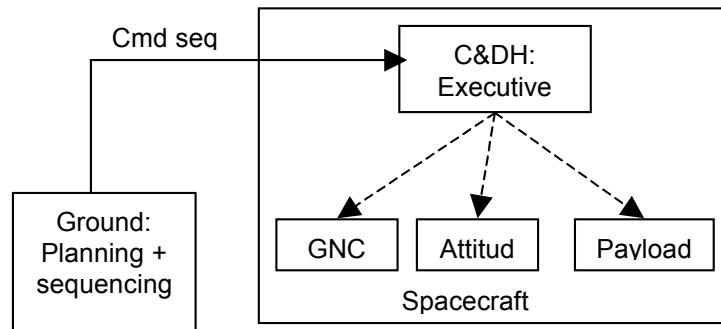 Cmd seq
C&DH:
Executive
Ground:
Planning +
sequencing
GNC
Attitud
Payload
Spacecraft